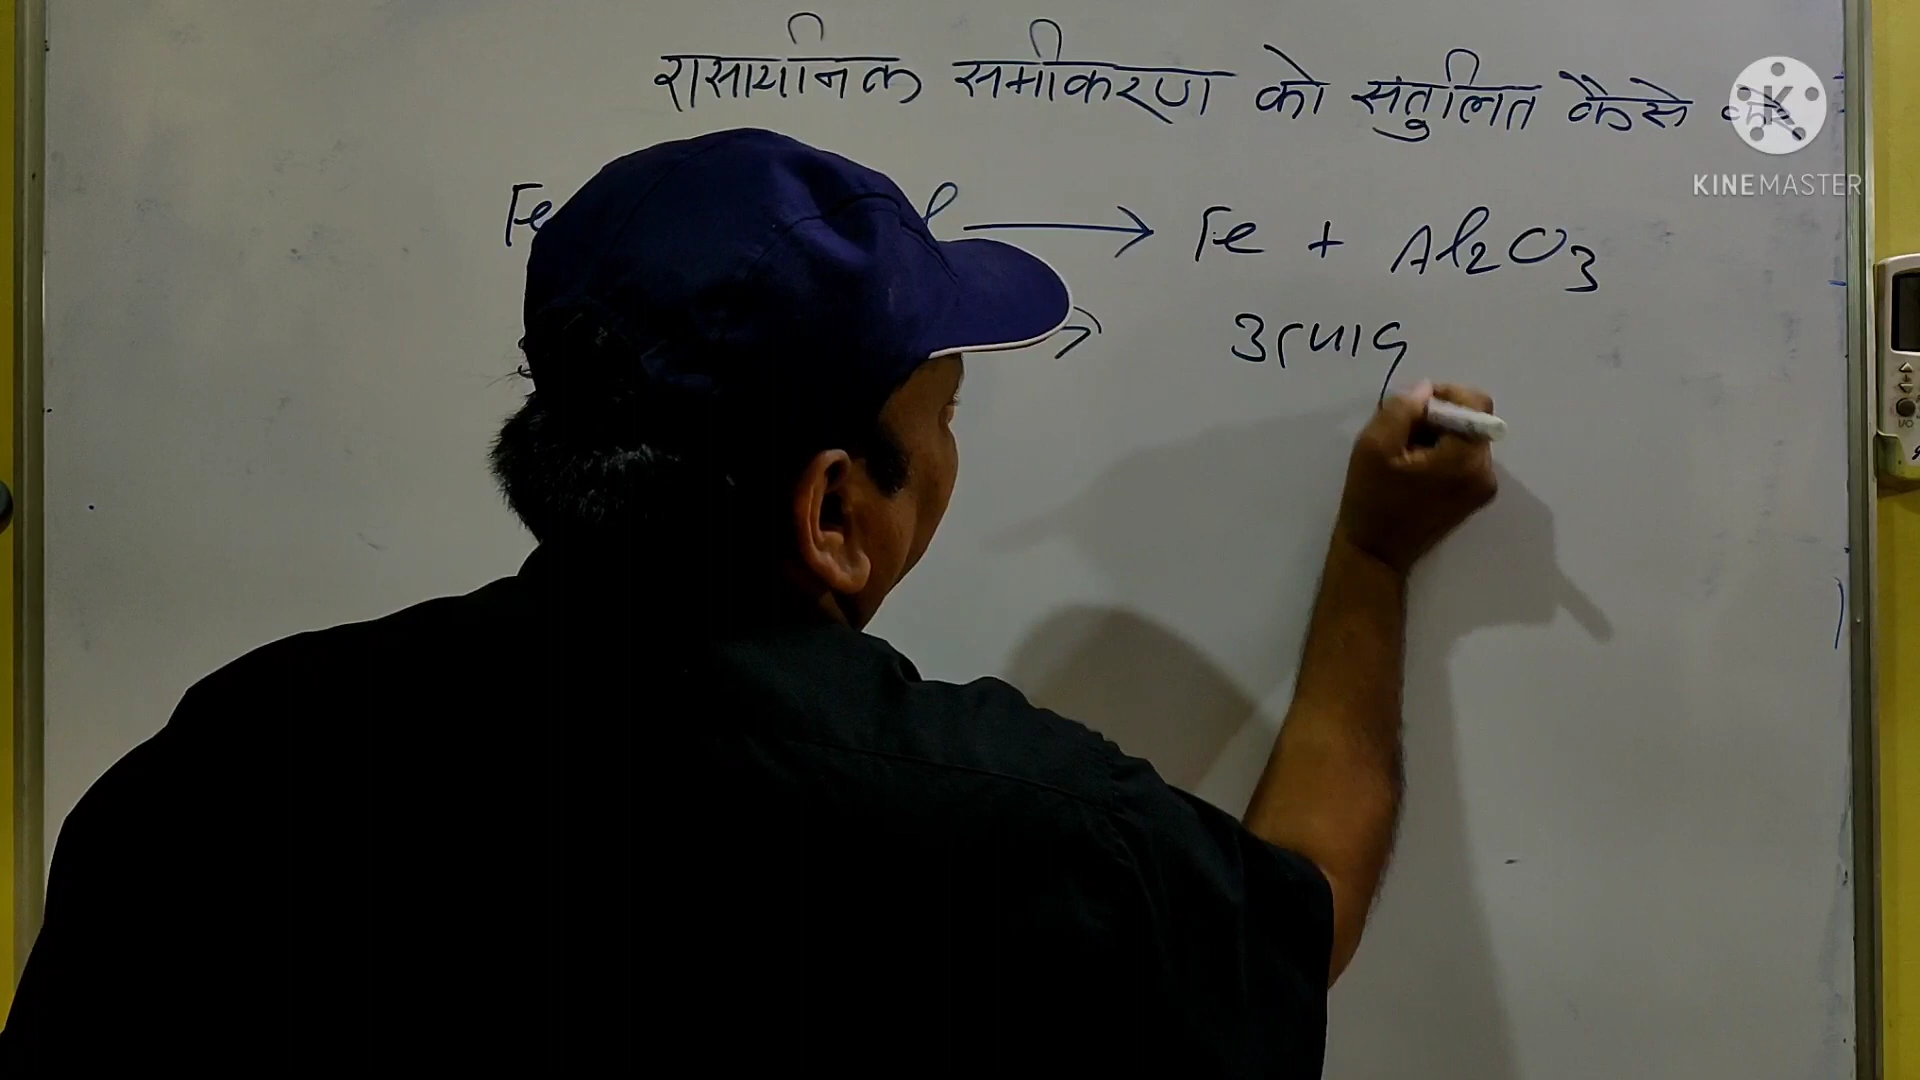 रासायनिक समीकरण को संतुलित कैसे करें
KINEMASTER
Fe l → Fe + Al2O3
→ उत्पाद